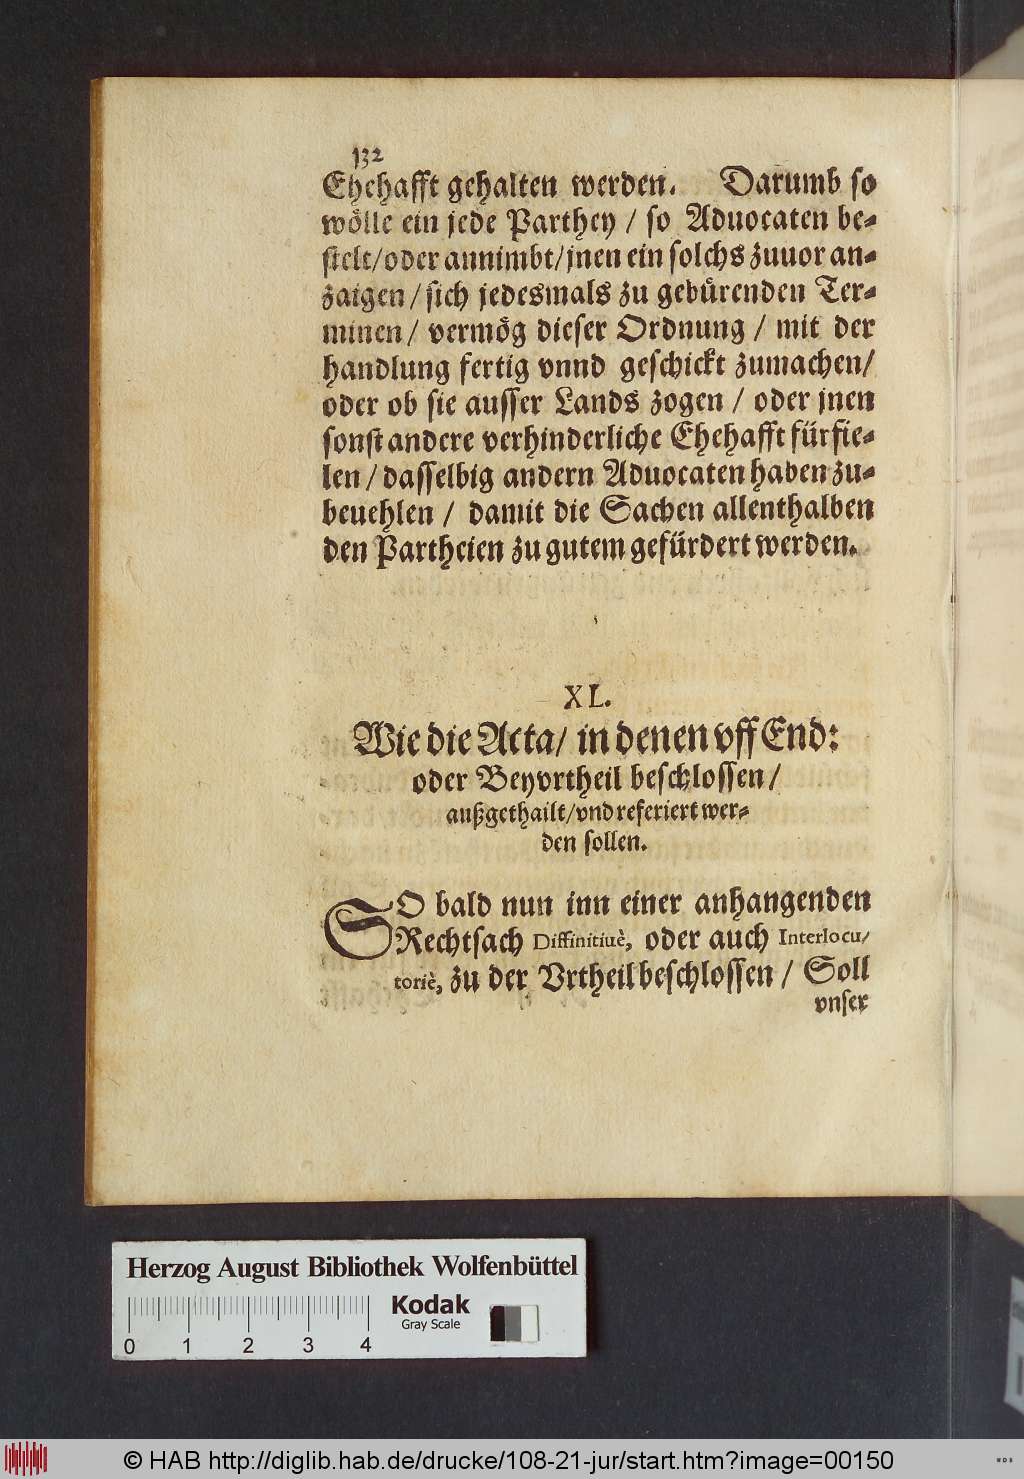 132
Ehehafft gehalten werden. Darumb so
wölle ein jede Parthey / so Aduocaten be-
stelt/oder annimbt/jnen ein solchs zuuor an-
zaigen / sich jedesmals zu gebürenden Ter-
minen / vermög dieser Ordnung / mit der
handlung fertig vnnd geschickt zumachen/
oder ob sie ausser Lands zogen / oder jnen
sonst andere verhinderliche Ehehafft fürfie-
len / dasselbig andern Aduocaten haben zu-
beuehlen / damit die Sachen allenthalben
den Partheien zu gutem gefürdert werden.
XL.
Wie die Acta/ in denen vff End:
oder Beyvrtheil beschlossen /
außgethailt/vnd referiert wer-
den sollen.
SO bald nun inn einer anhangenden
Rechtsach Diffinitiuè, oder auch Interlocu/
toriè, zu der Vrtheil beschlossen / Soll
vnser
Herzog August Bibliothek Wolfenbüttel
Kodak
Gray Scale
0 1 2 3 4
© HAB http://diglib.hab.de/drucke/108-21-jur/start.htm?image=00150